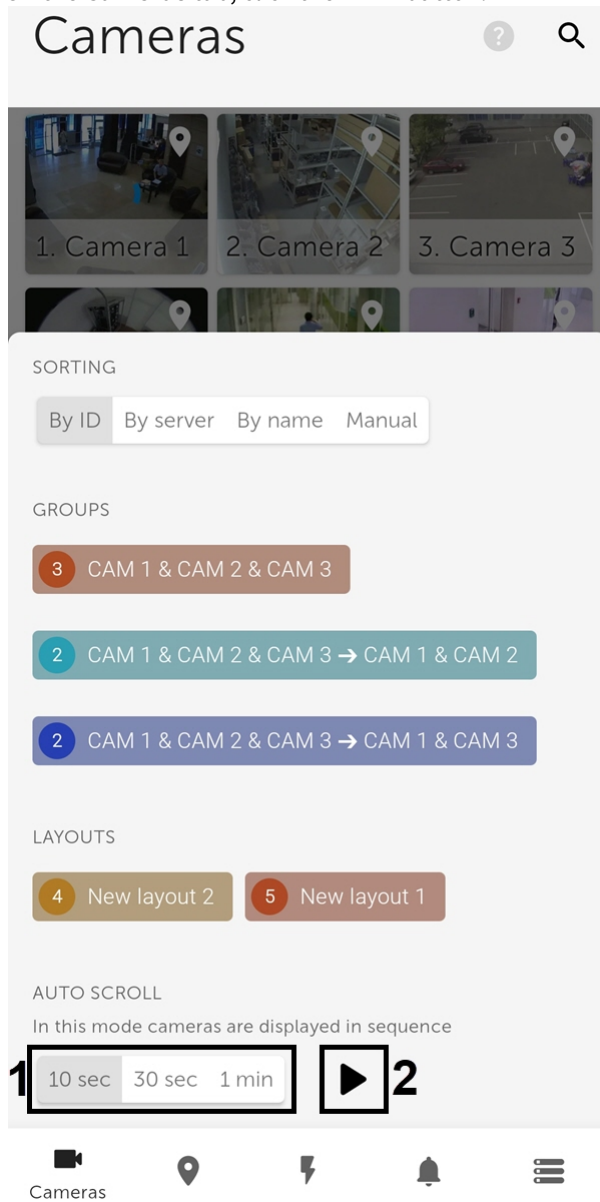 Cameras
?
1. Camera 1 2. Camera 2 3. Camera 3
SORTING
By ID By server By name Manual
GROUPS
3 CAM 1 & CAM 2 & CAM 3
2 CAM 1 & CAM 2 & CAM 3 → CAM 1 & CAM 2
2 CAM 1 & CAM 2 & CAM 3 → CAM 1 & CAM 3
LAYOUTS
4 New layout 2 5 New layout 1
AUTO SCROLL
In this mode cameras are displayed in sequence
1 10 sec 30 sec 1 min 2
Cameras